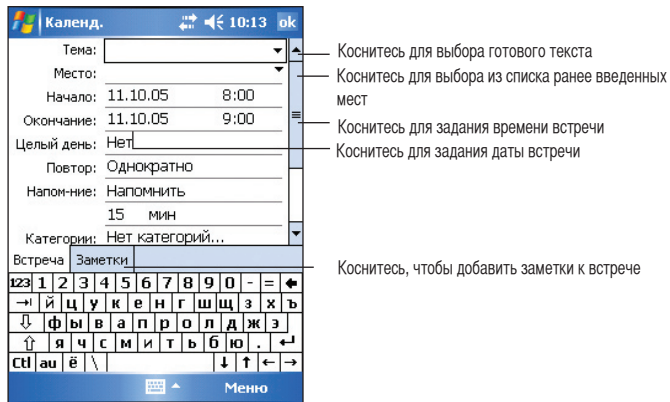 Календ. 10:13 ok
Тема:
Место:
Начало: 11.10.05 8:00
Окончание: 11.10.05 9:00
Целый день: Нет
Повтор: Однократно
Напом-ние: Напомнить
15 мин
Категории: Нет категорий...
Встреча Заметки
123 1 2 3 4 5 6 7 8 9 0 - =
й ц у к е н г ш щ з х ъ
ф ы в а п р о л д ж э
я ч с м и т ь б ю .
Ctl аü ё \
Меню
Коснитесь для выбора готового текста
Коснитесь для выбора из списка ранее введенных
мест
Коснитесь для задания времени встречи
Коснитесь для задания даты встречи
Коснитесь, чтобы добавить заметки к встрече